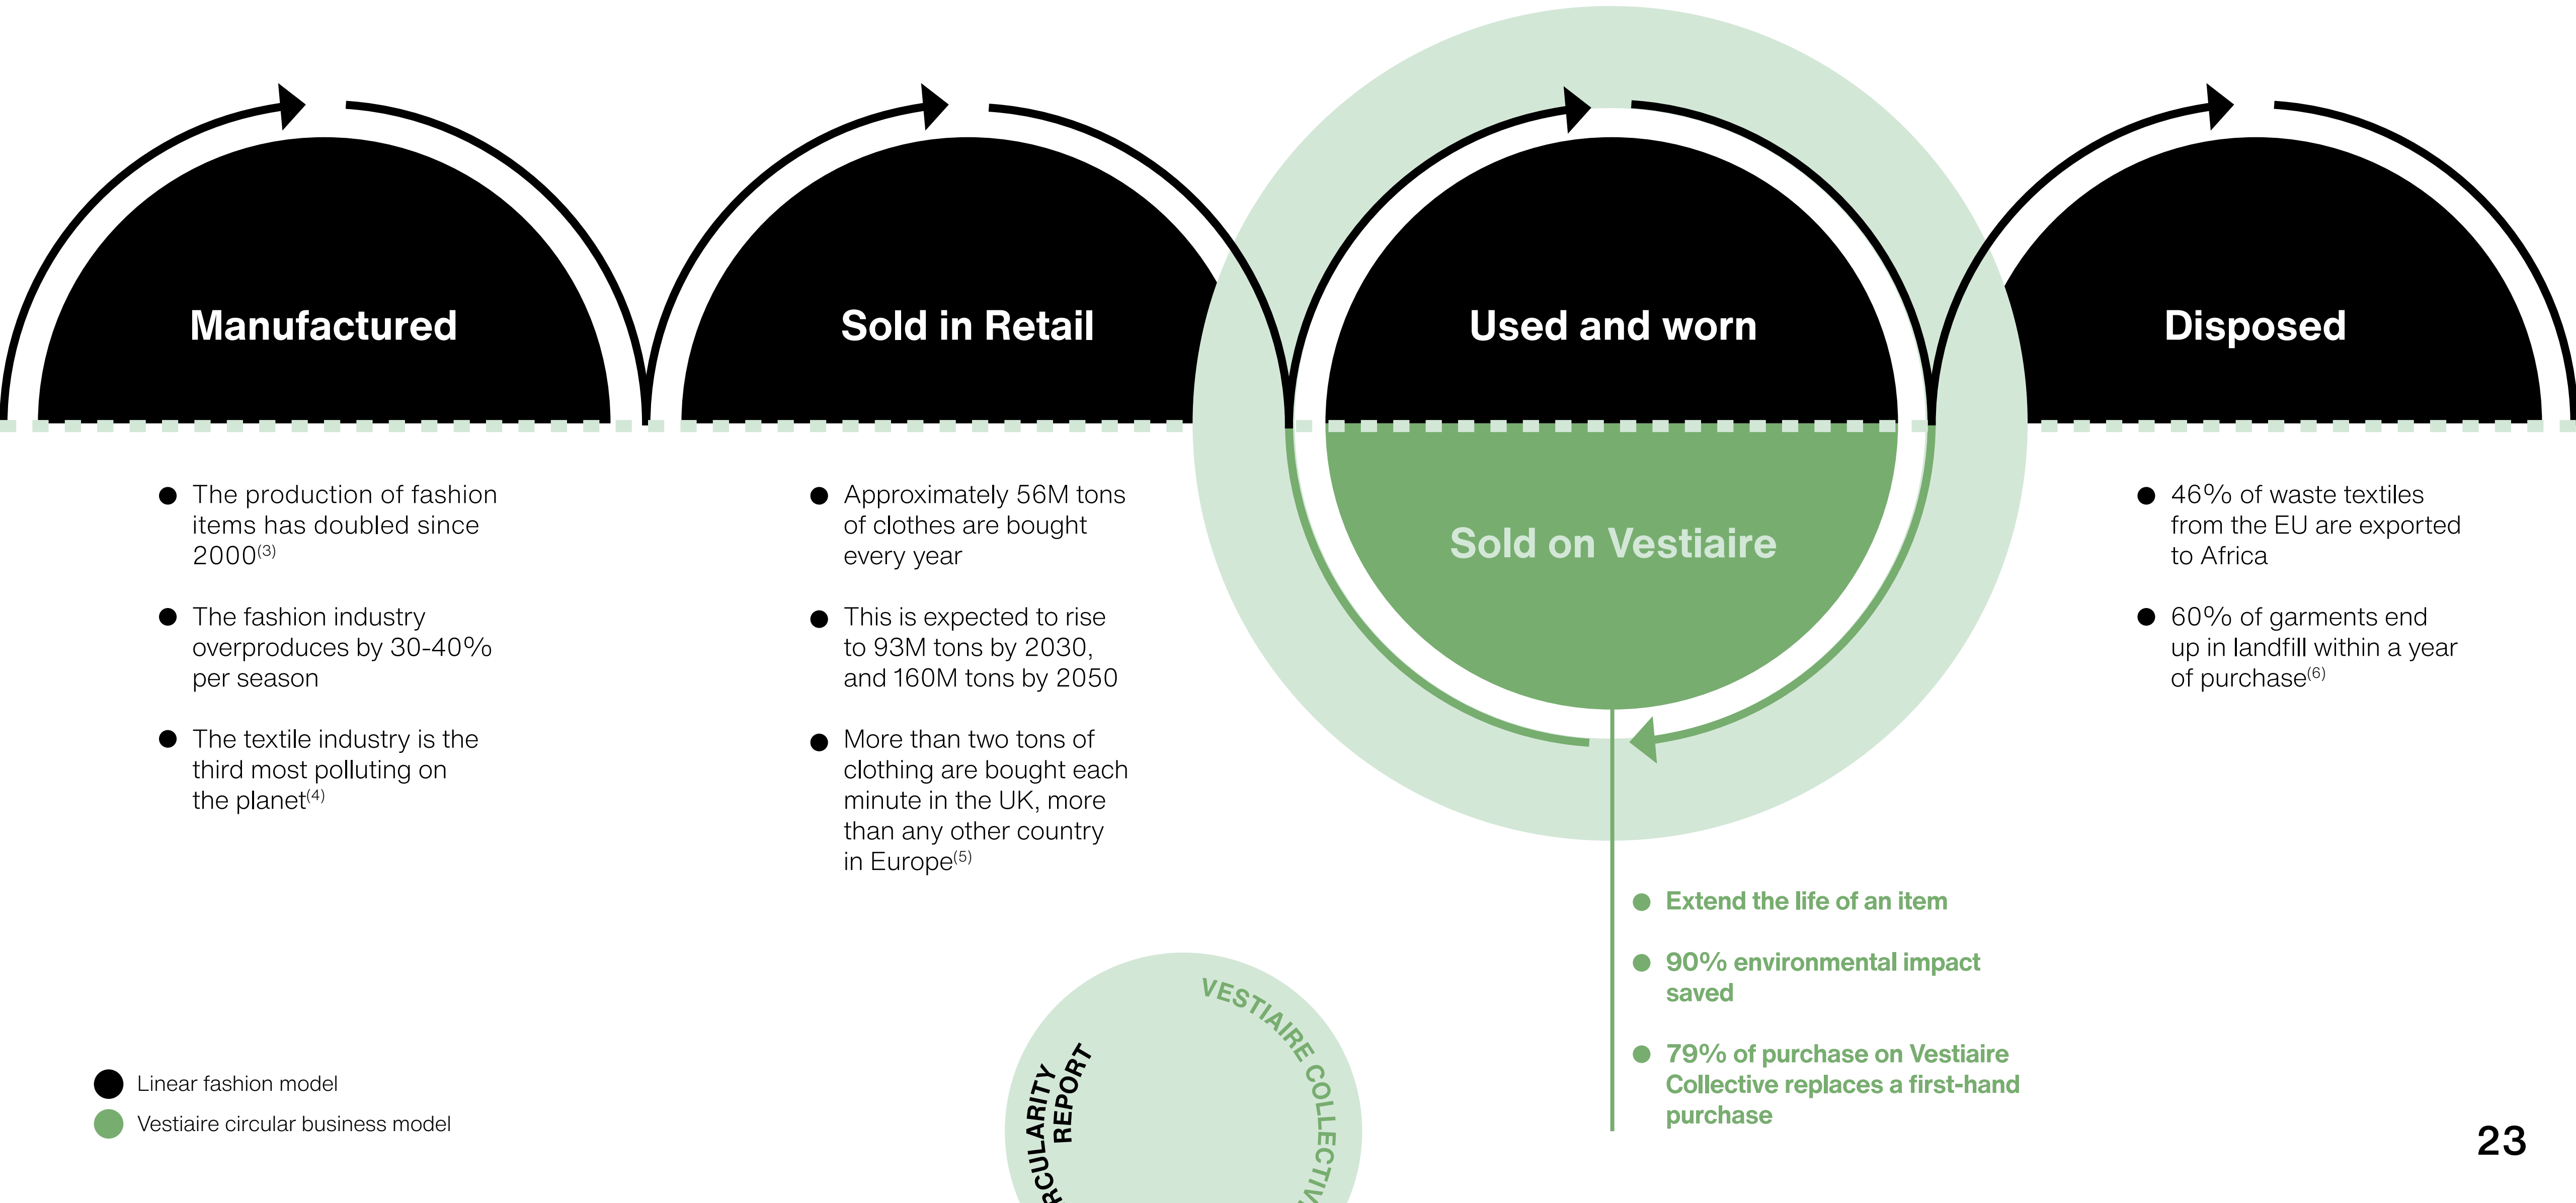 Manufactured
Sold in Retail
Used and worn
Disposed
Sold on Vestiaire
The production of fashion
items has doubled since
2000(3)
The fashion industry
overproduces by 30-40%
per season
The textile industry is the
third most polluting on
the planet(4)
Approximately 56M tons
of clothes are bought
every year
This is expected to rise
to 93M tons by 2030,
and 160M tons by 2050
More than two tons of
clothing are bought each
minute in the UK, more
than any other country
in Europe(5)
46% of waste textiles
from the EU are exported
to Africa
60% of garments end
up in landfill within a year
of purchase(6)
Extend the life of an item
90% environmental impact
saved
79% of purchase on Vestiaire
Collective replaces a first-hand
purchase
Linear fashion model
Vestiaire circular business model
RCULARITY
REPORT
VESTIAIRE COLLECTIV
23